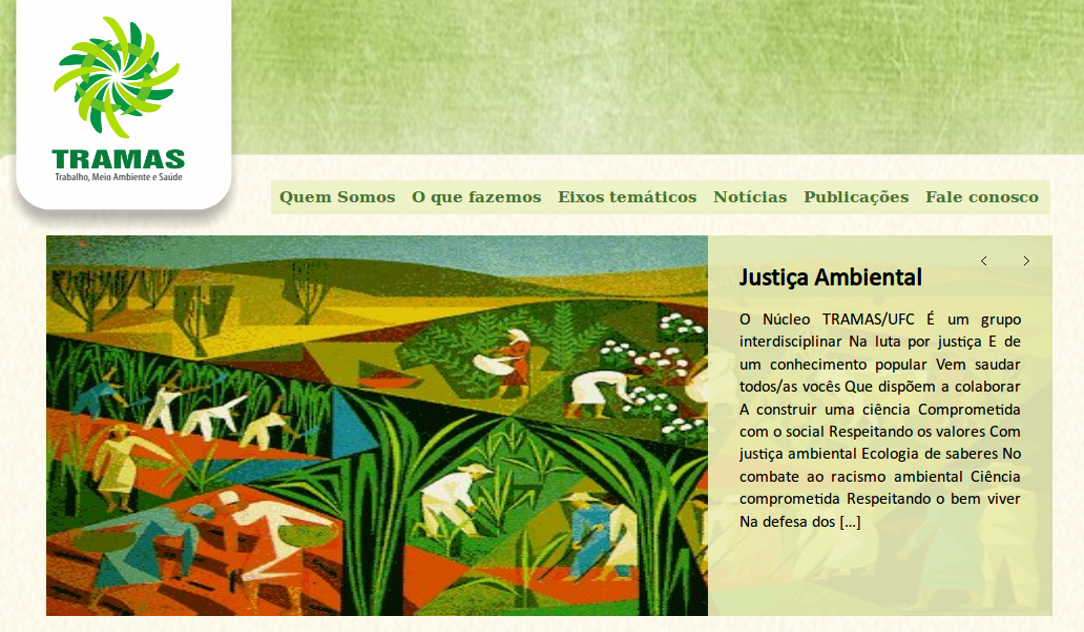 TRAMAS
Trabalho, Meio Ambiente e Saúde
Quem Somos O que fazemos Eixos temáticos Notícias Publicações Fale conosco
Justiça Ambiental
O Núcleo TRAMAS/UFC É um grupo
interdisciplinar Na luta por justiça E de
um conhecimento popular Vem saudar
todos/as vocês Que dispõem a colaborar
A construir uma ciência Comprometida
com o social Respeitando os valores Com
justiça ambiental Ecologia de saberes No
combate ao racismo ambiental Ciência
comprometida Respeitando o bem viver
Na defesa dos [...]